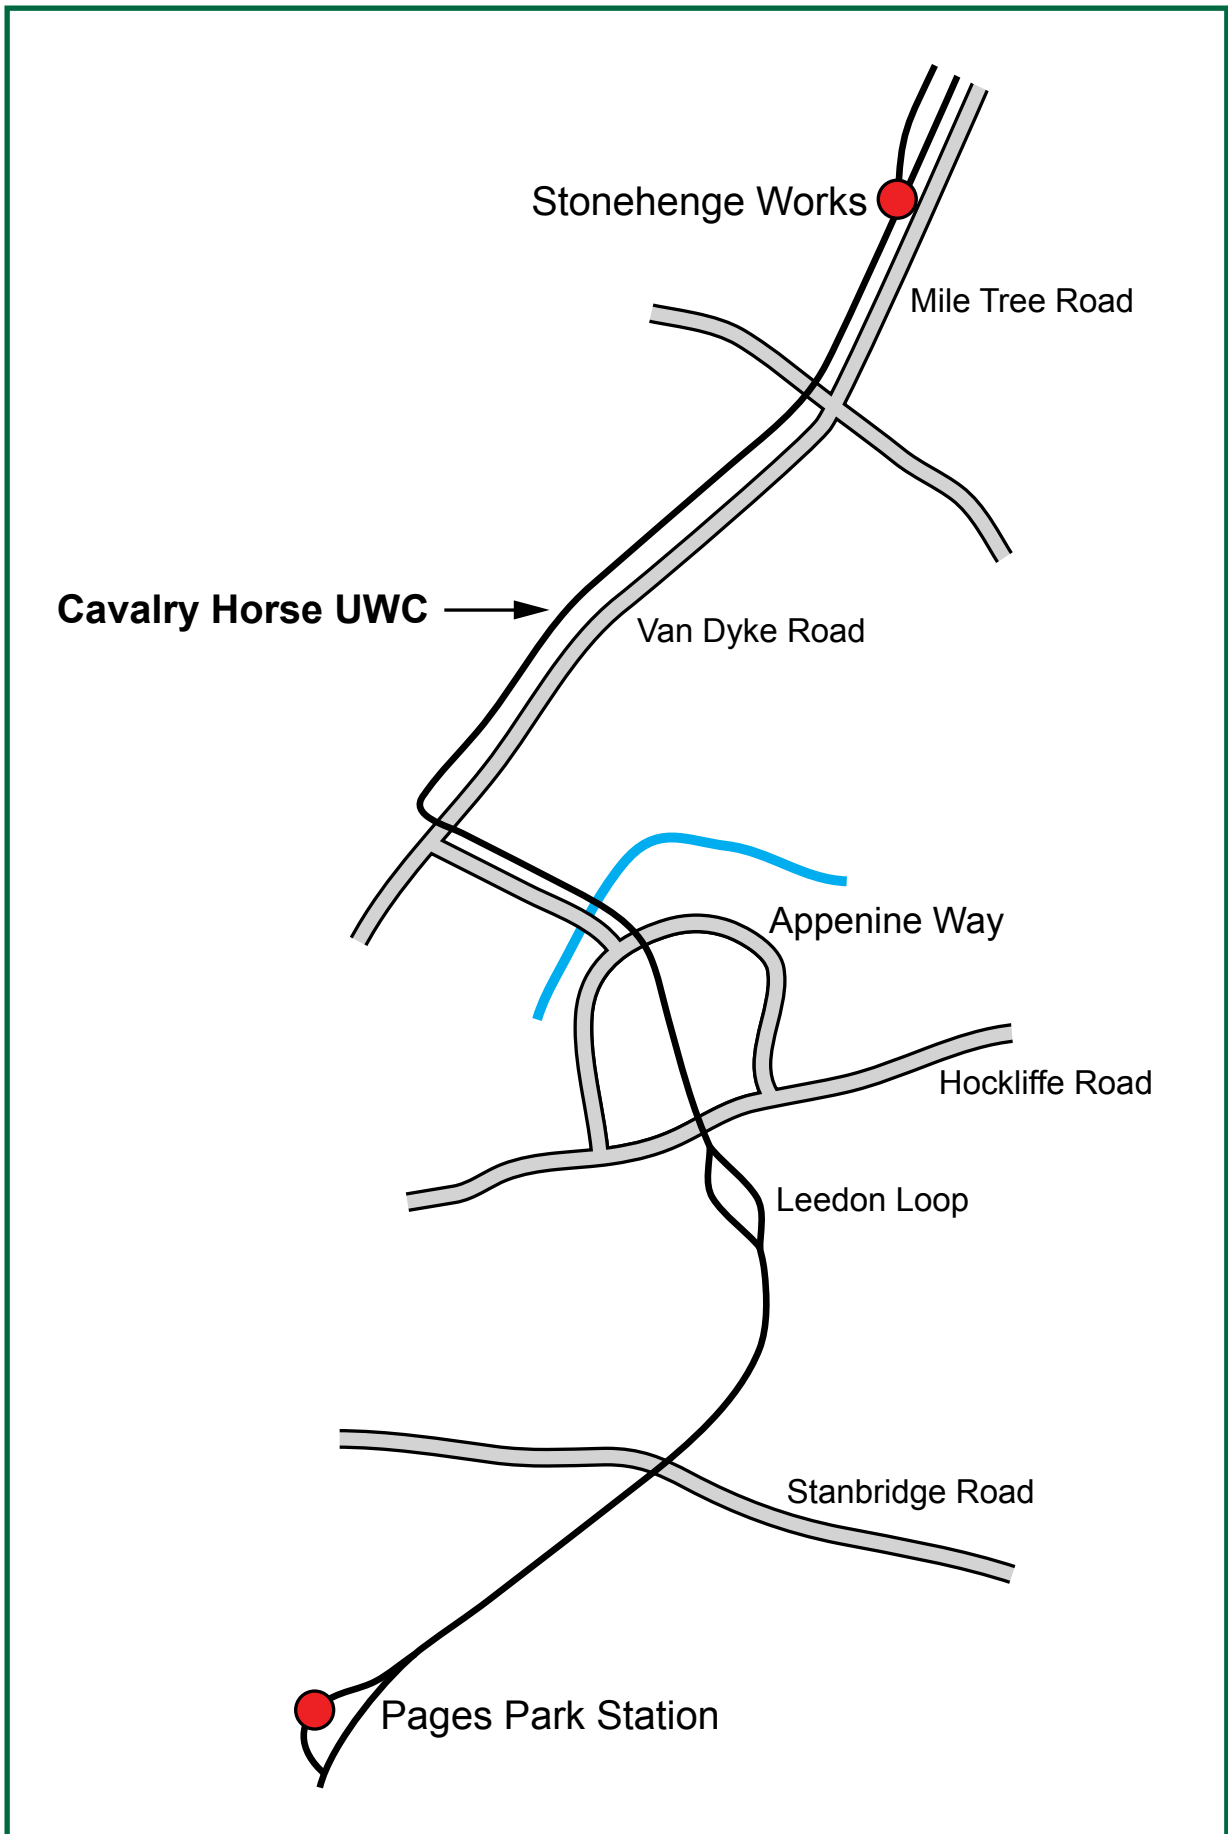 Stonehenge Works
Mile Tree Road
Cavalry Horse UWC
Van Dyke Road
Appenine Way
Hockliffe Road
Leedon Loop
Stanbridge Road
Pages Park Station